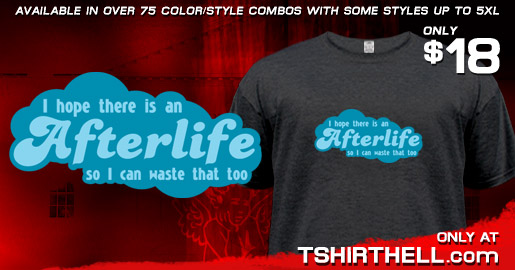 AVAILABLE IN OVER 75 COLOR/STYLE COMBOS WITH SOME STYLES UP TO 5XL
ONLY
$18
I hope there is an
Afterlife
so I can waste that too
I hope there is an
Afterlife
so I can waste that too
ONLY AT
TSHIRTHELL.com